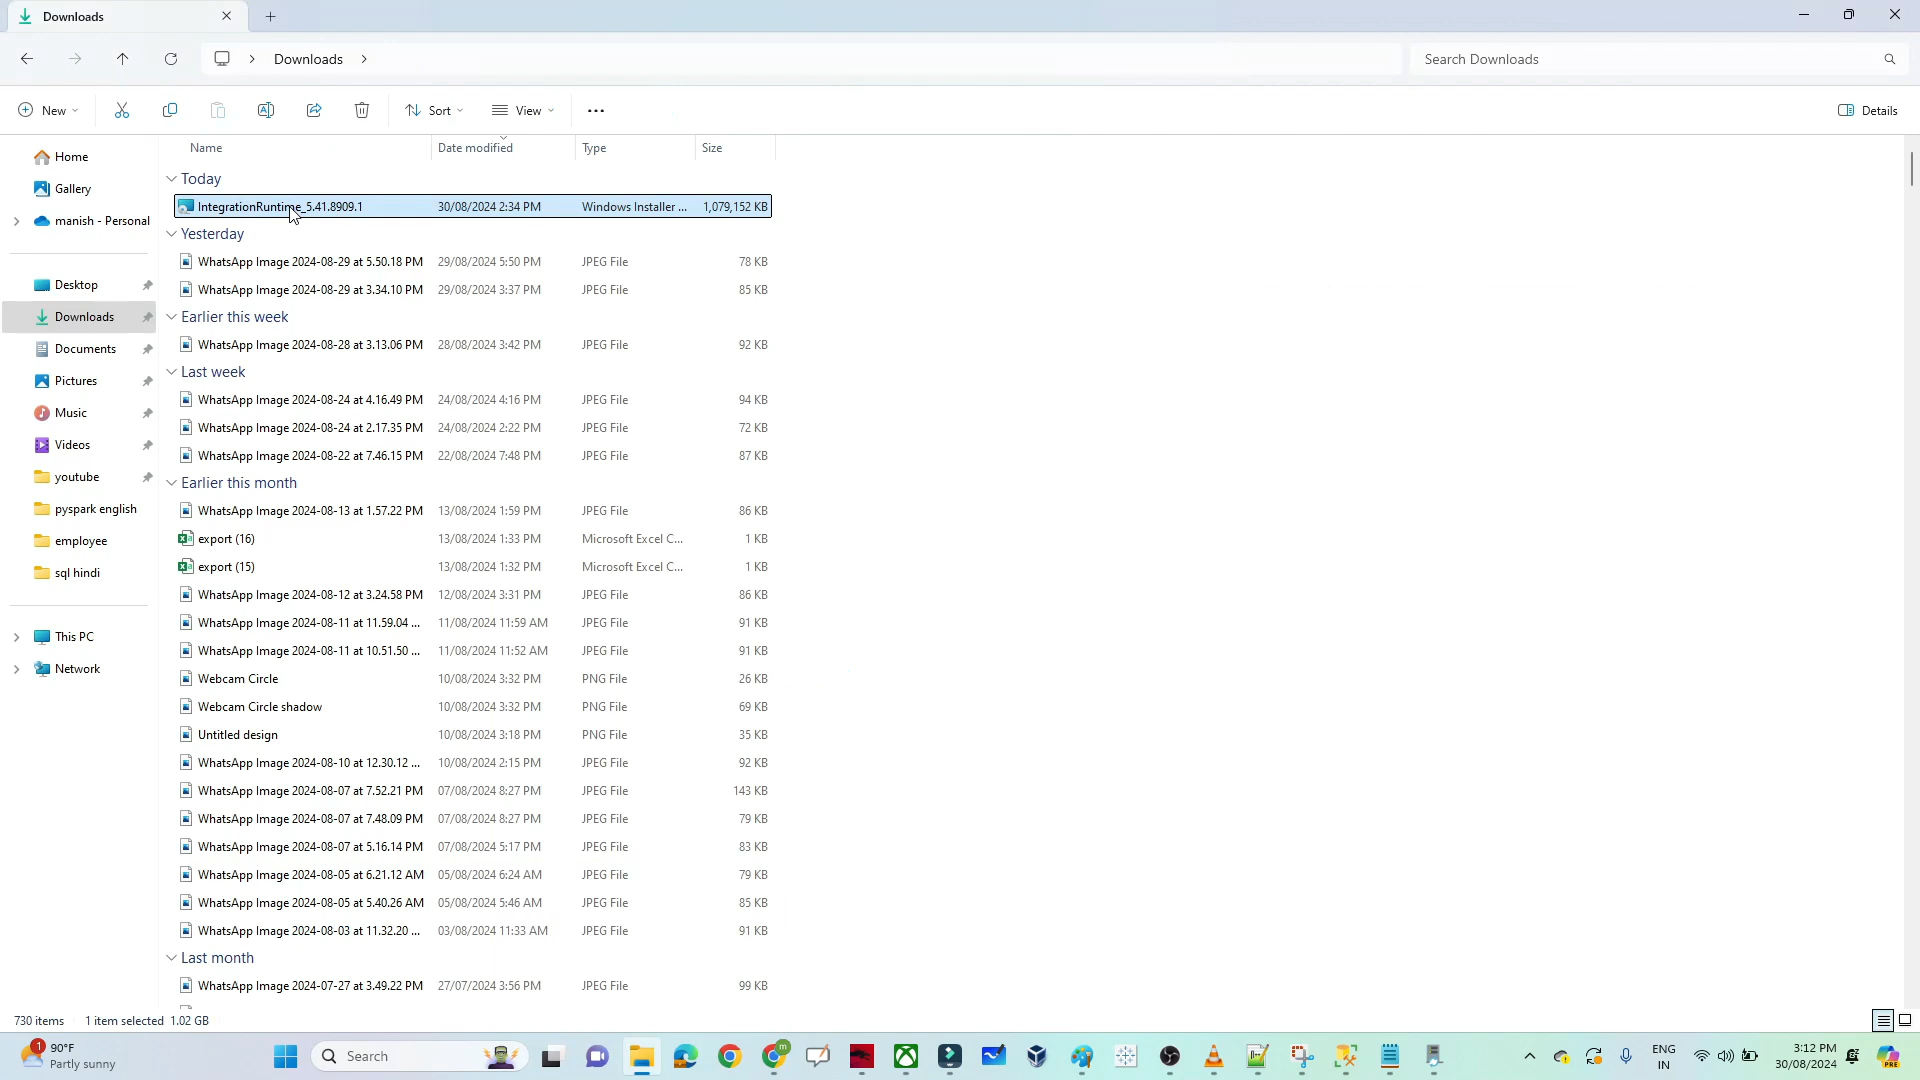 Downloads
Downloads
Search Downloads
New
Sort
View
Details
Name Date modified Type Size
Home
Gallery
manish - Personal
Desktop
Downloads
Documents
Pictures
Music
Videos
youtube
pyspark english
employee
sql hindi
This PC
Network
Today
IntegrationRuntime_5.41.8909.1 30/08/2024 2:34 PM Windows Installer ... 1,079,152 KB
Yesterday
WhatsApp Image 2024-08-29 at 5.50.18 PM 29/08/2024 5:50 PM JPEG File 78 KB
WhatsApp Image 2024-08-29 at 3.34.10 PM 29/08/2024 3:37 PM JPEG File 85 KB
Earlier this week
WhatsApp Image 2024-08-28 at 3.13.06 PM 28/08/2024 3:42 PM JPEG File 92 KB
Last week
WhatsApp Image 2024-08-24 at 4.16.49 PM 24/08/2024 4:16 PM JPEG File 94 KB
WhatsApp Image 2024-08-24 at 2.17.35 PM 24/08/2024 2:22 PM JPEG File 72 KB
WhatsApp Image 2024-08-22 at 7.46.15 PM 22/08/2024 7:48 PM JPEG File 87 KB
Earlier this month
WhatsApp Image 2024-08-13 at 1.57.22 PM 13/08/2024 1:59 PM JPEG File 86 KB
export (16) 13/08/2024 1:33 PM Microsoft Excel C... 1 KB
export (15) 13/08/2024 1:32 PM Microsoft Excel C... 1 KB
WhatsApp Image 2024-08-12 at 3.24.58 PM 12/08/2024 3:31 PM JPEG File 86 KB
WhatsApp Image 2024-08-11 at 11.59.04 ... 11/08/2024 11:59 AM JPEG File 91 KB
WhatsApp Image 2024-08-11 at 10.51.50 ... 11/08/2024 11:52 AM JPEG File 91 KB
Webcam Circle 10/08/2024 3:32 PM PNG File 26 KB
Webcam Circle shadow 10/08/2024 3:32 PM PNG File 69 KB
Untitled design 10/08/2024 3:18 PM PNG File 35 KB
WhatsApp Image 2024-08-10 at 12.30.12 ... 10/08/2024 2:15 PM JPEG File 92 KB
WhatsApp Image 2024-08-07 at 7.52.21 PM 07/08/2024 8:27 PM JPEG File 143 KB
WhatsApp Image 2024-08-07 at 7.48.09 PM 07/08/2024 8:27 PM JPEG File 79 KB
WhatsApp Image 2024-08-07 at 5.16.14 PM 07/08/2024 5:17 PM JPEG File 83 KB
WhatsApp Image 2024-08-05 at 6.21.12 AM 05/08/2024 6:24 AM JPEG File 79 KB
WhatsApp Image 2024-08-05 at 5.40.26 AM 05/08/2024 5:46 AM JPEG File 85 KB
WhatsApp Image 2024-08-03 at 11.32.20 ... 03/08/2024 11:33 AM JPEG File 91 KB
Last month
WhatsApp Image 2024-07-27 at 3.49.22 PM 27/07/2024 3:56 PM JPEG File 99 KB
730 items 1 item selected 1.02 GB
1
90°F
Partly sunny
Search
m
ENG
IN
3:12 PM
30/08/2024
PRE